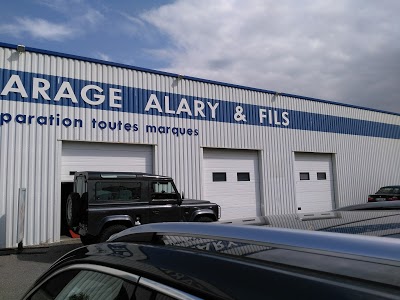 ARAGE ALARY & FILS
paration toutes marques